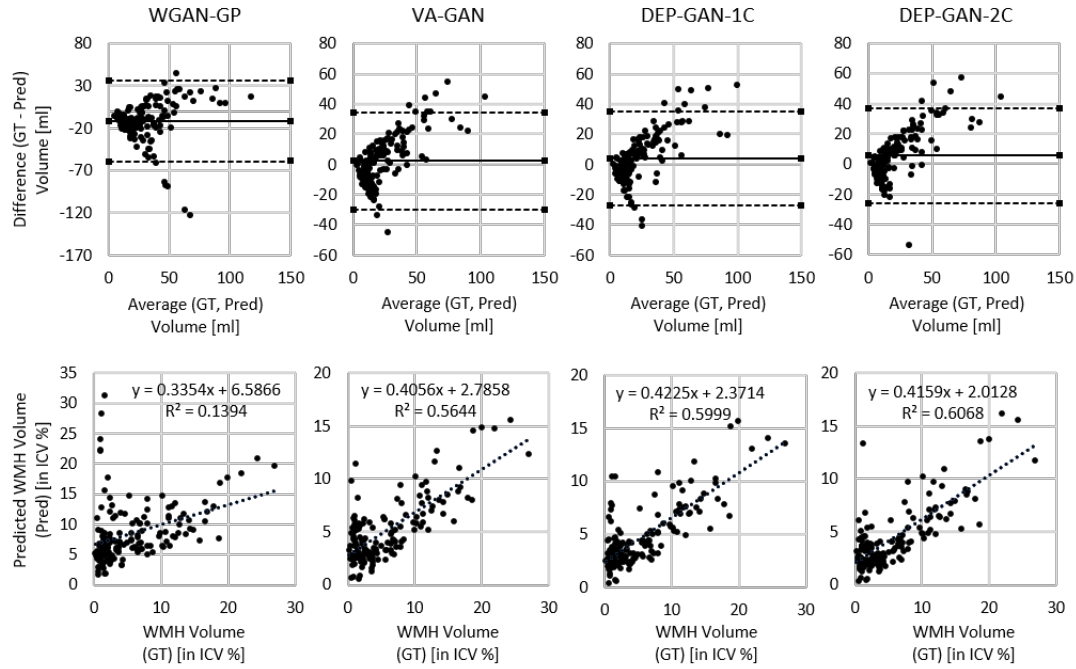 WGAN-GP
VA-GAN
DEP-GAN-1C
DEP-GAN-2C
Difference (GT - Pred)
Volume [ml]
80
30
-20
-70
-120
-170
0
50
100
150
Average (GT, Pred)
Volume [ml]
80
60
40
20
0
-20
-40
-60
0
50
100
150
Average (GT, Pred)
Volume [ml]
80
60
40
20
0
-20
-40
-60
0
50
100
150
Average (GT, Pred)
Volume [ml]
80
60
40
20
0
-20
-40
-60
0
50
100
150
Average (GT, Pred)
Volume [ml]
Predicted WMH Volume
(Pred) [in ICV %]
35
30
25
20
15
10
5
0
y = 0.3354x + 6.5866
R² = 0.1394
0
10
20
30
WMH Volume
(GT) [in ICV %]
20
15
10
5
0
y = 0.4056x + 2.7858
R² = 0.5644
0
10
20
30
WMH Volume
(GT) [in ICV %]
20
15
10
5
0
y = 0.4225x + 2.3714
R² = 0.5999
0
10
20
30
WMH Volume
(GT) [in ICV %]
20
15
10
5
0
y = 0.4159x + 2.0128
R² = 0.6068
0
10
20
30
WMH Volume
(GT) [in ICV %]